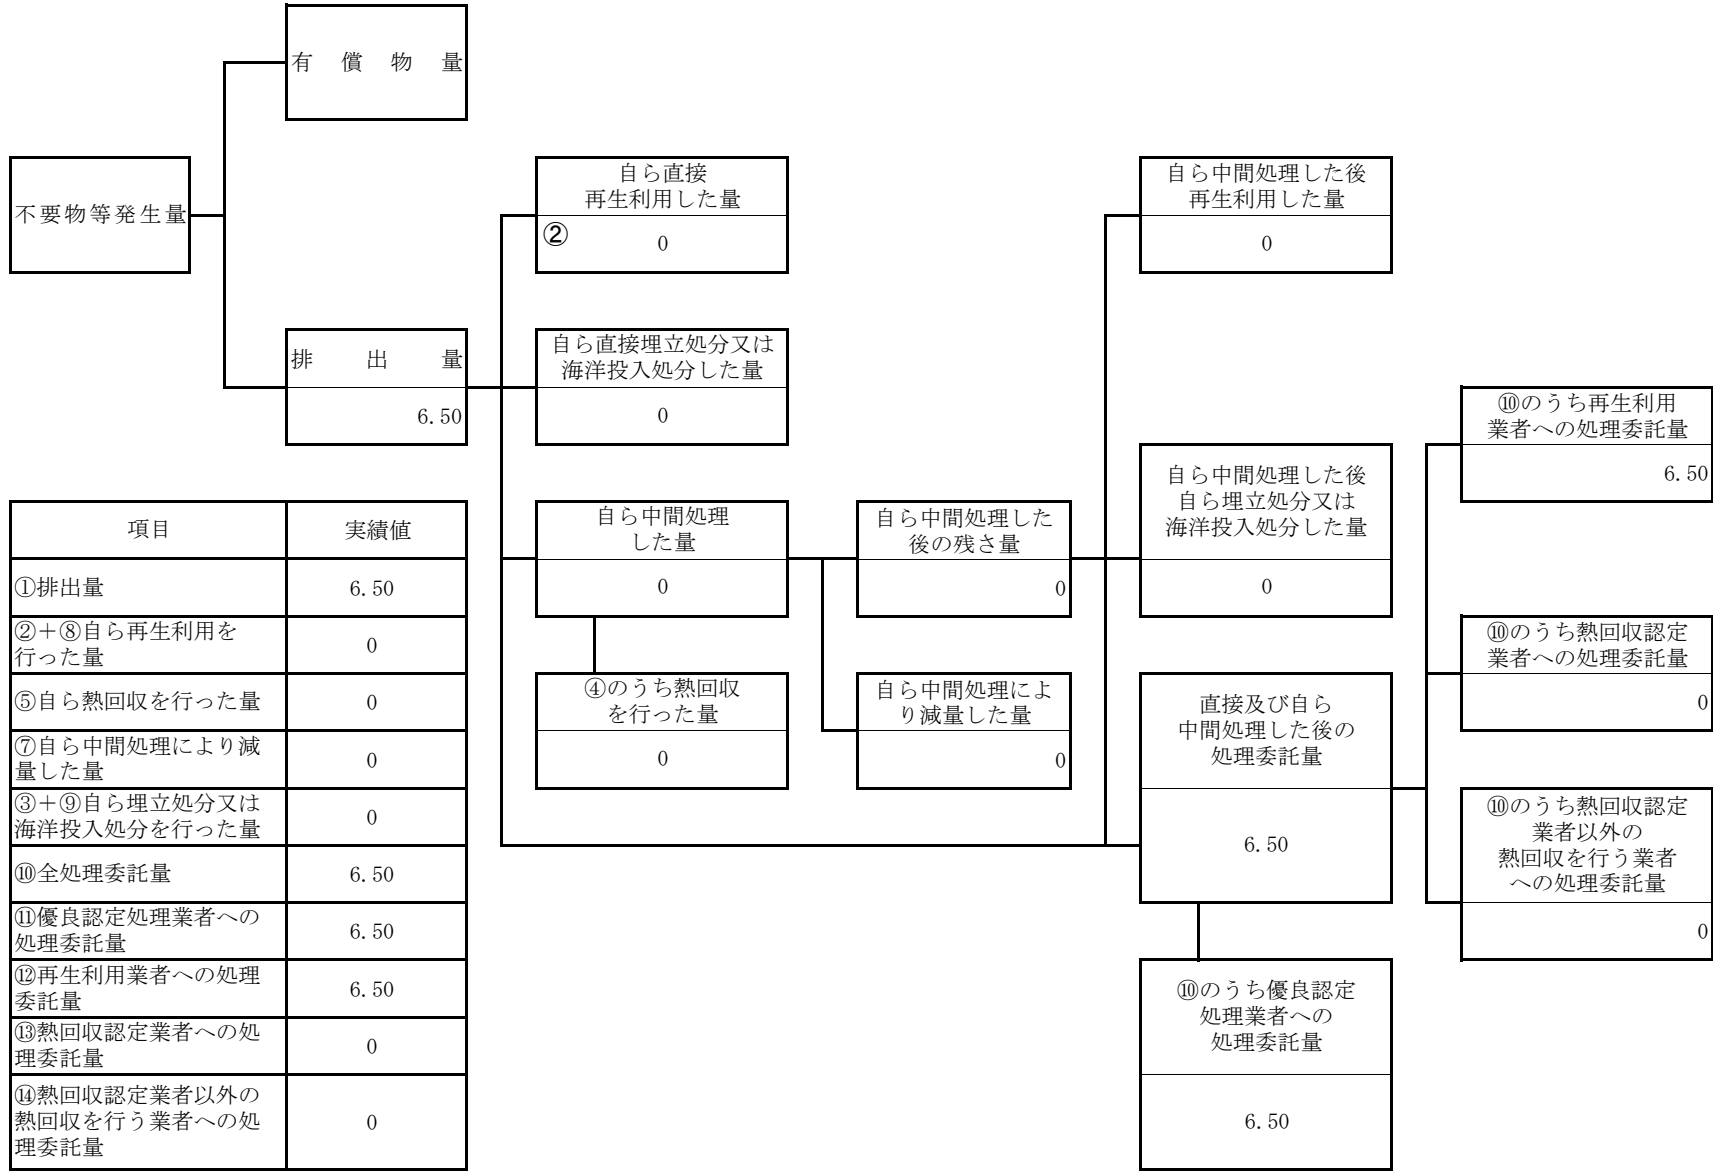 有償物量
不要物等発生量
排出量
6.50
自ら直接
再生利用した量
②
0
自ら直接埋立処分又は
海洋投入処分した量
0
自ら中間処理
した量
0
④のうち熱回収
を行った量
0
自ら中間処理した
後の残さ量
0
自ら中間処理によ
り減量した量
0
自ら中間処理した後
再生利用した量
0
自ら中間処理した後
自ら埋立処分又は
海洋投入処分した量
0
直接及び自ら
中間処理した後の
処理委託量
6.50
⑩のうち優良認定
処理業者への
処理委託量
6.50
⑩のうち再生利用
業者への処理委託量
6.50
⑩のうち熱回収認定
業者への処理委託量
0
⑩のうち熱回収認定
業者以外の
熱回収を行う業者
への処理委託量
0
項目 実績値
①排出量 6.50
②＋⑧自ら再生利用を
行った量 0
⑤自ら熱回収を行った量 0
⑦自ら中間処理により減
量した量 0
③＋⑨自ら埋立処分又は
海洋投入処分を行った量 0
⑩全処理委託量 6.50
⑪優良認定処理業者への
処理委託量 6.50
⑫再生利用業者への処理
委託量 6.50
⑬熱回収認定業者への処
理委託量 0
⑭熱回収認定業者以外の
熱回収を行う業者への処
理委託量 0